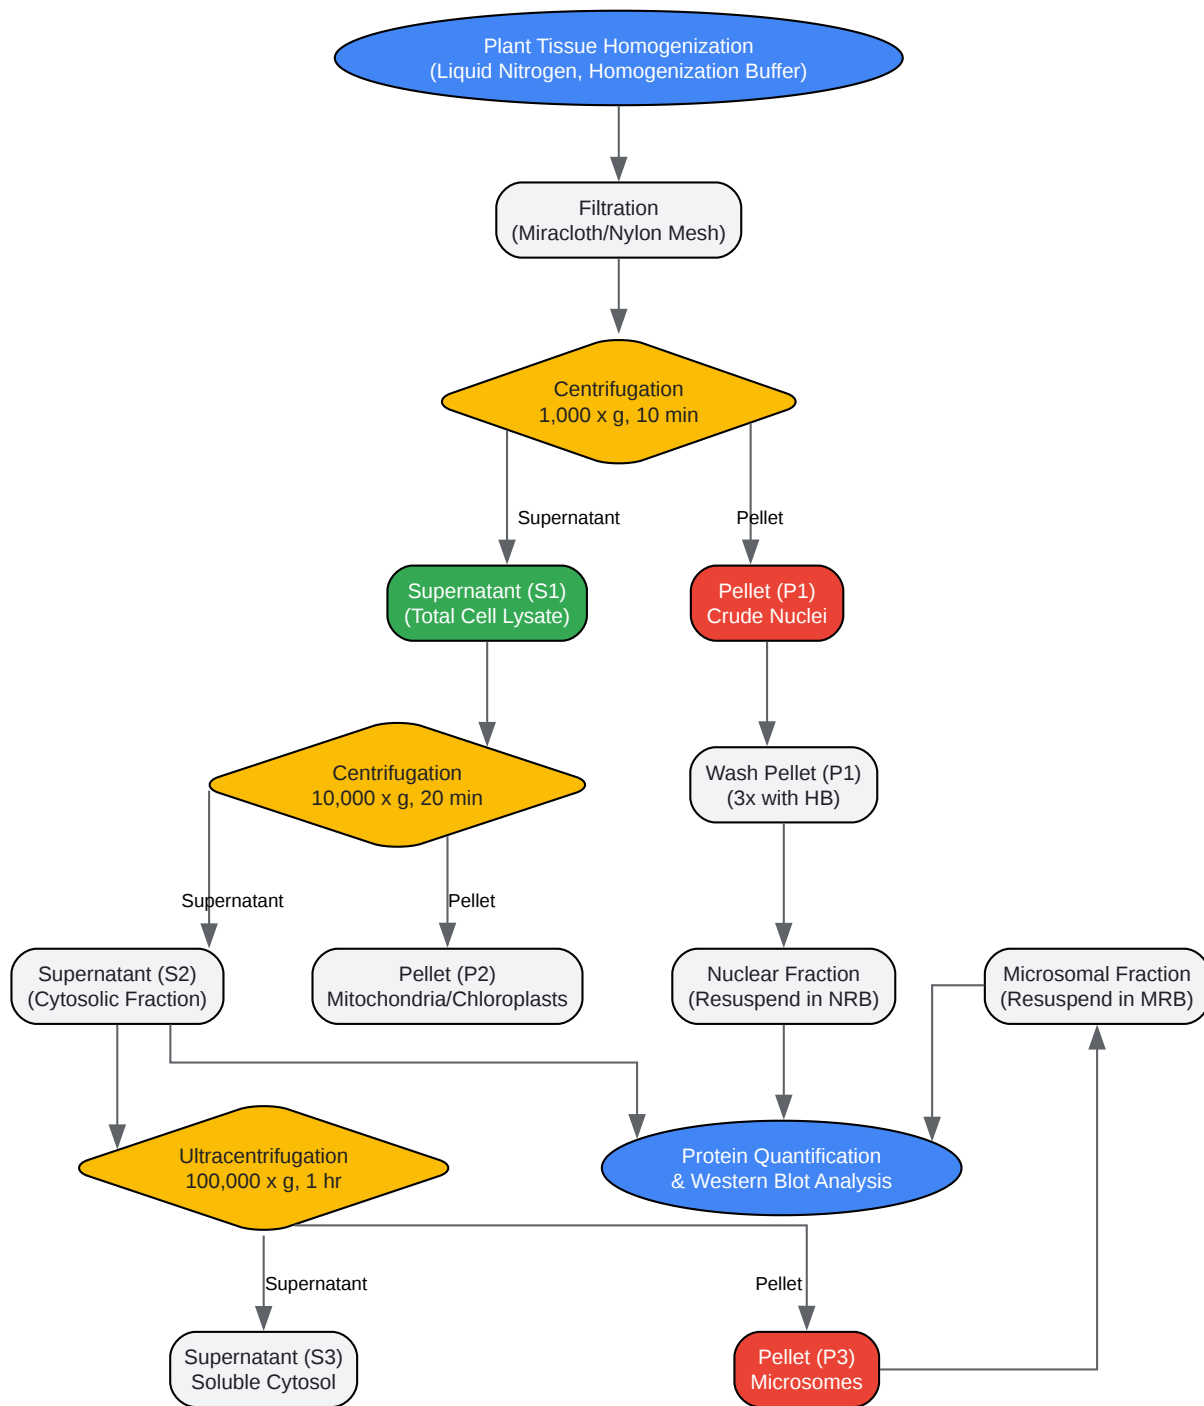 Plant Tissue Homogenization
(Liquid Nitrogen, Homogenization Buffer)
Filtration
(Miracloth/Nylon Mesh)
Centrifugation
1,000 x g, 10 min
Supernatant
Pellet
Supernatant (S1)
(Total Cell Lysate)
Pellet (P1)
Crude Nuclei
Centrifugation
10,000 x g, 20 min
Wash Pellet (P1)
(3x with HB)
Supernatant
Pellet
Supernatant (S2)
(Cytosolic Fraction)
Pellet (P2)
Mitochondria/Chloroplasts
Nuclear Fraction
(Resuspend in NRB)
Microsomal Fraction
(Resuspend in MRB)
Ultracentrifugation
100,000 x g, 1 hr
Protein Quantification
& Western Blot Analysis
Supernatant
Pellet
Supernatant (S3)
Soluble Cytosol
Pellet (P3)
Microsomes